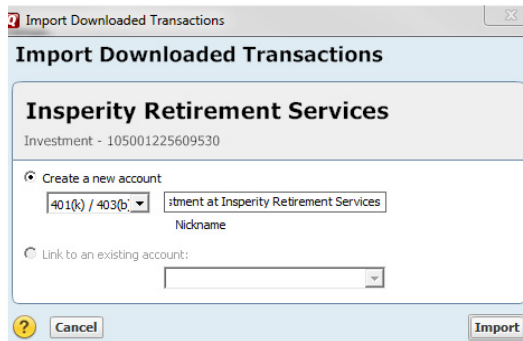 Import Downloaded Transactions
Import Downloaded Transactions
Insperity Retirement Services
Investment - 105001225609530
Create a new account
401(k) / 403(b) stment at Insperity Retirement Services
Nickname
Link to an existing account:
? Cancel Import